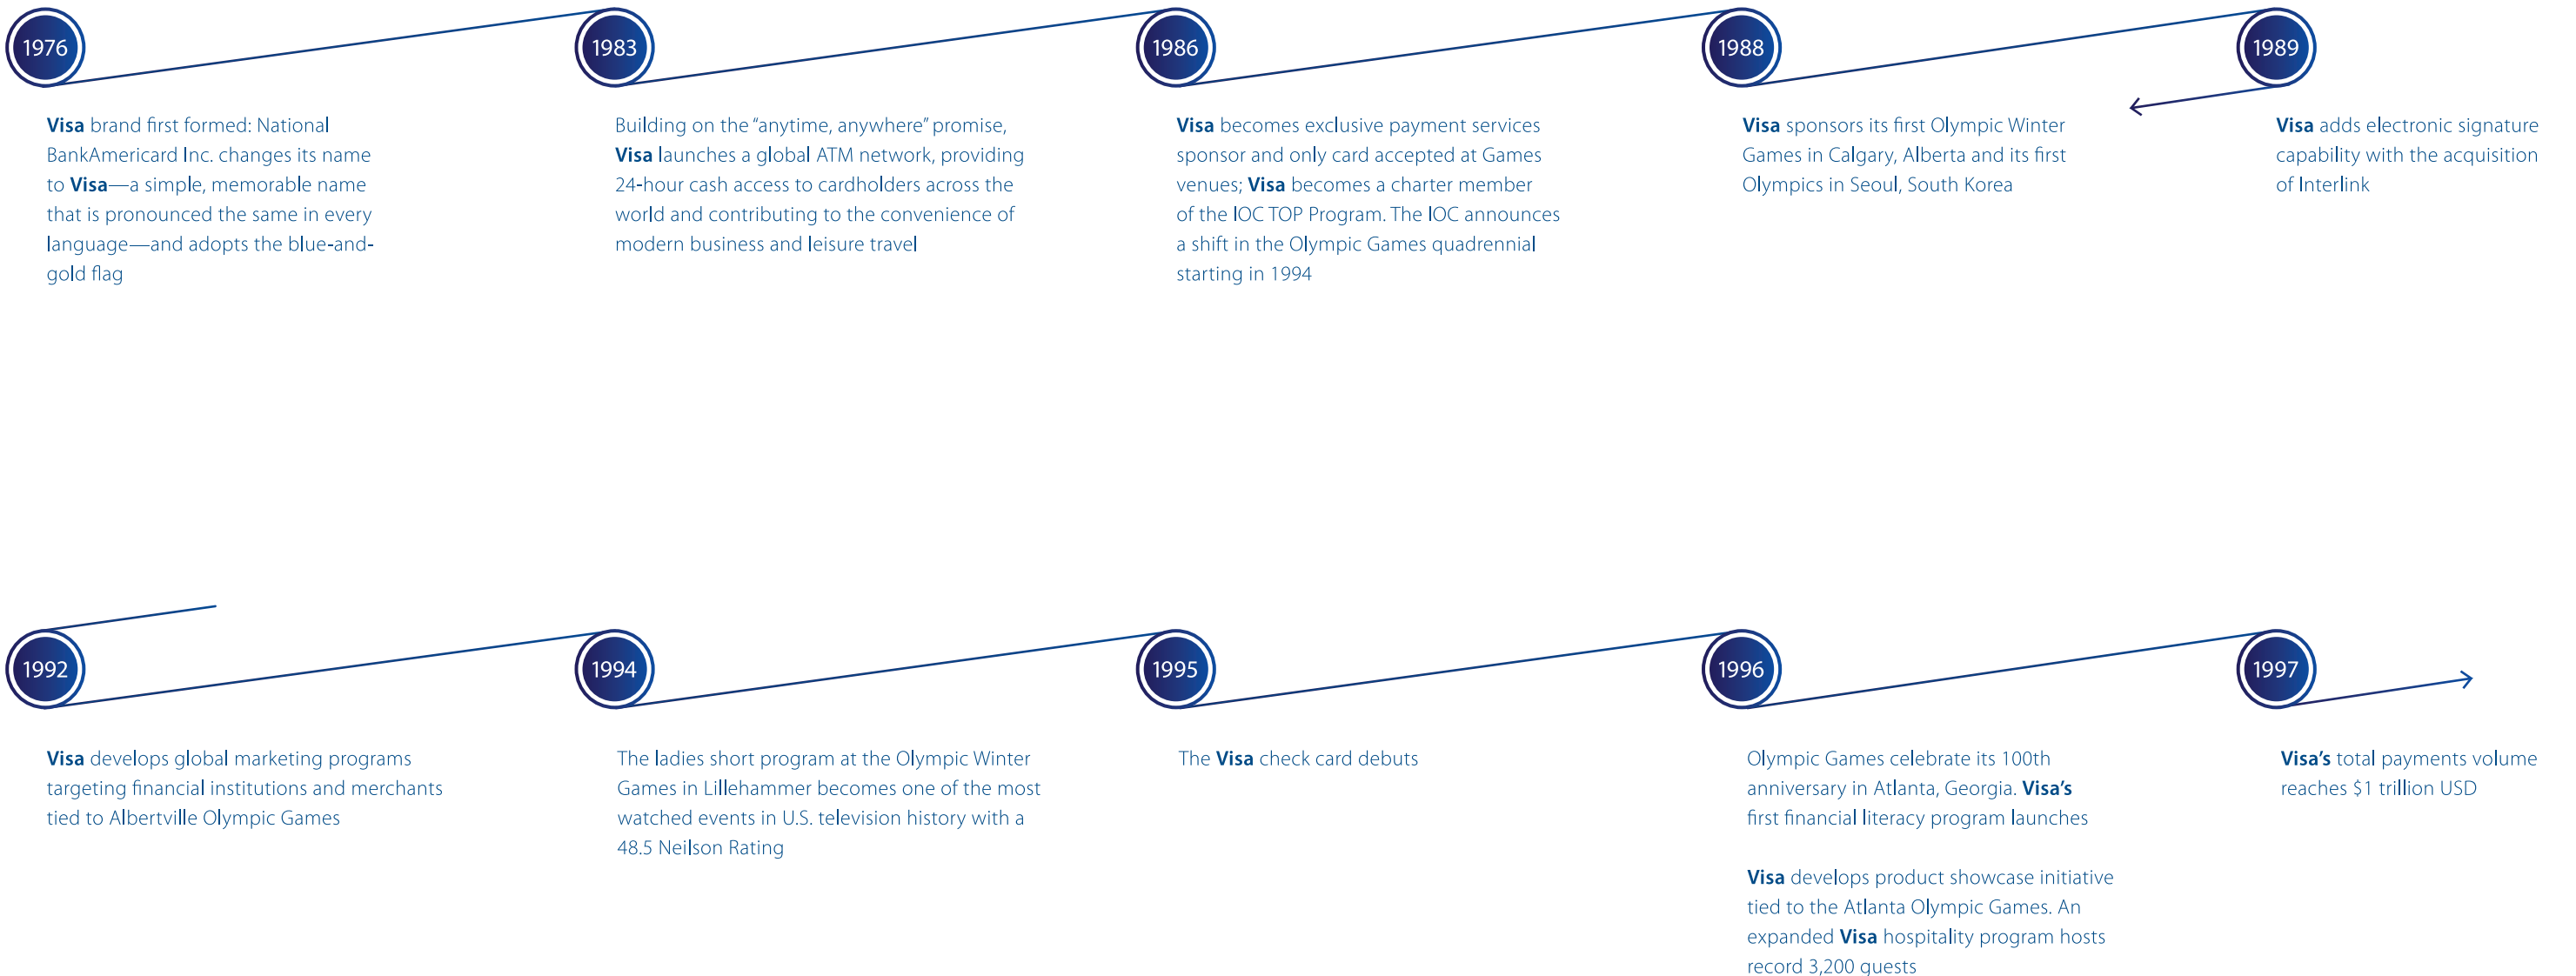 1976
Visa brand first formed: National
BankAmericard Inc. changes its name
to Visa—a simple, memorable name
that is pronounced the same in every
language—and adopts the blue-and-
gold flag
1983
Building on the “anytime, anywhere” promise,
Visa launches a global ATM network, providing
24-hour cash access to cardholders across the
world and contributing to the convenience of
modern business and leisure travel
1986
Visa becomes exclusive payment services
sponsor and only card accepted at Games
venues; Visa becomes a charter member
of the IOC TOP Program. The IOC announces
a shift in the Olympic Games quadrennial
starting in 1994
1988
Visa sponsors its first Olympic Winter
Games in Calgary, Alberta and its first
Olympics in Seoul, South Korea
1989
Visa adds electronic signature
capability with the acquisition
of Interlink
1992
Visa develops global marketing programs
targeting financial institutions and merchants
tied to Albertville Olympic Games
1994
The ladies short program at the Olympic Winter
Games in Lillehammer becomes one of the most
watched events in U.S. television history with a
48.5 Neilson Rating
1995
The Visa check card debuts
1996
Olympic Games celebrate its 100th
anniversary in Atlanta, Georgia. Visa's
first financial literacy program launches
Visa develops product showcase initiative
tied to the Atlanta Olympic Games. An
expanded Visa hospitality program hosts
record 3,200 guests
1997
Visa's total payments volume
reaches $1 trillion USD